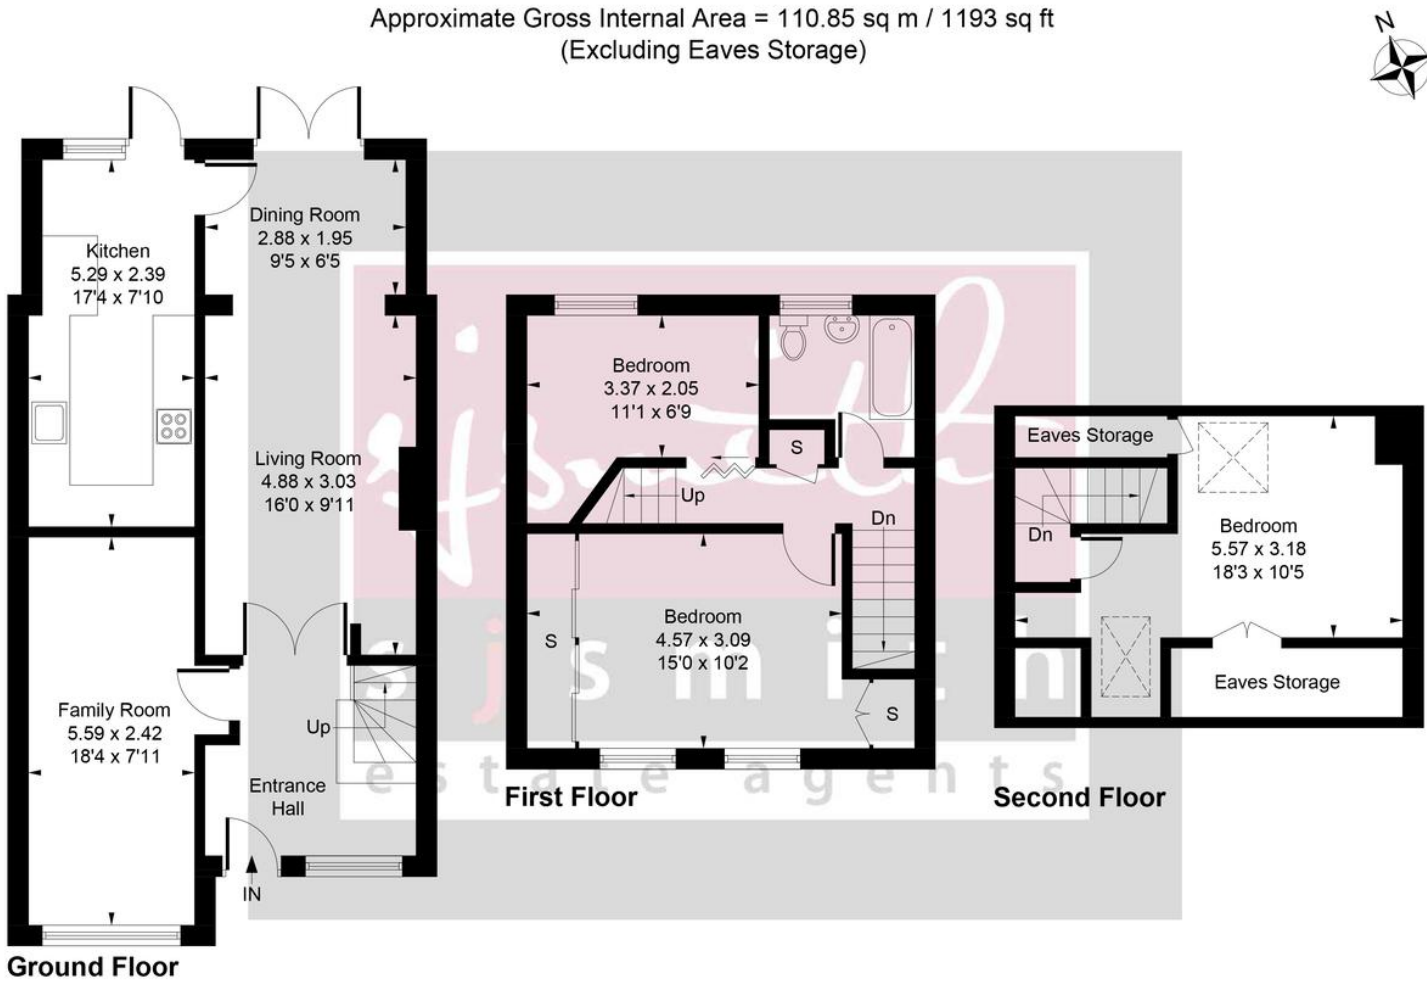 Approximate Gross Internal Area = 110.85 sq m / 1193 sq ft
(Excluding Eaves Storage)
N
Kitchen
5.29 x 2.39
17'4 x 7'10
Dining Room
2.88 x 1.95
9'5 x 6'5
Living Room
4.88 x 3.03
16'0 x 9'11
Family Room
5.59 x 2.42
18'4 x 7'11
Up
Entrance
Hall
IN
Ground Floor
Bedroom
3.37 x 2.05
11'1 x 6'9
S
Up
Dn
Bedroom
4.57 x 3.09
15'0 x 10'2
S
S
First Floor
Eaves Storage
Dn
Bedroom
5.57 x 3.18
18'3 x 10'5
Eaves Storage
Second Floor
sjsmith
sjsmith
estate agents